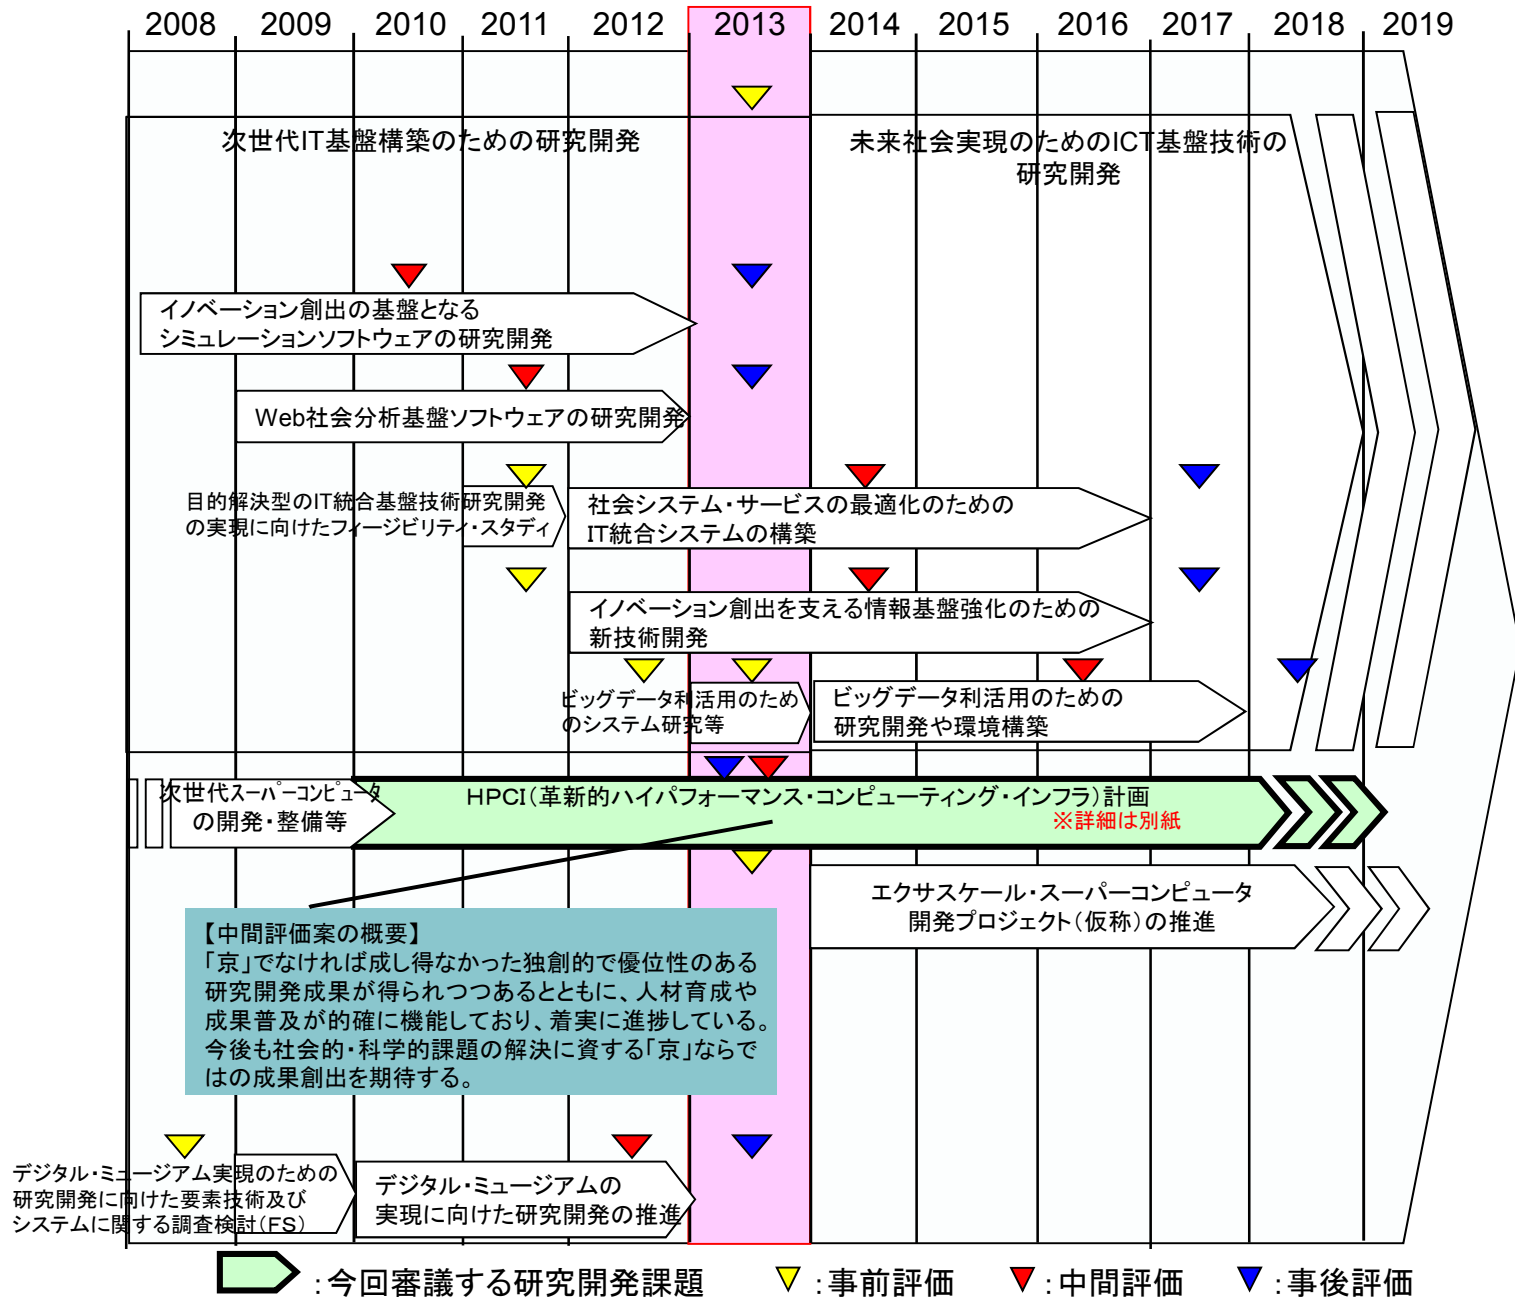 2008 2009 2010 2011 2012 2013 2014 2015 2016 2017 2018 2019
次世代IT基盤構築のための研究開発
未来社会実現のためのICT基盤技術の
研究開発
イノベーション創出の基盤となる
シミュレーションソフトウェアの研究開発
Web社会分析基盤ソフトウェアの研究開発
目的解決型のIT統合基盤技術研究開発
の実現に向けたフィージビリティ・スタディ
社会システム・サービスの最適化のための
IT統合システムの構築
イノベーション創出を支える情報基盤強化のための
新技術開発
ビッグデータ利活用のため
のシステム研究等
ビッグデータ利活用のための
研究開発や環境構築
次世代スーパーコンピュータ
の開発・整備等
HPCI(革新的ハイパフォーマンス・コンピューティング・インフラ)計画
※詳細は別紙
エクサスケール・スーパーコンピュータ
開発プロジェクト(仮称)の推進
【中間評価案の概要】
「京」でなければ成し得なかった独創的で優位性のある
研究開発成果が得られつつあるとともに、人材育成や
成果普及が的確に機能しており、着実に進捗している。
今後も社会的・科学的課題の解決に資する「京」ならで
はの成果創出を期待する。
デジタル・ミュージアム実現のための
研究開発に向けた要素技術及び
システムに関する調査検討(FS)
デジタル・ミュージアムの
実現に向けた研究開発の推進
:今回審議する研究開発課題 :事前評価 :中間評価 :事後評価